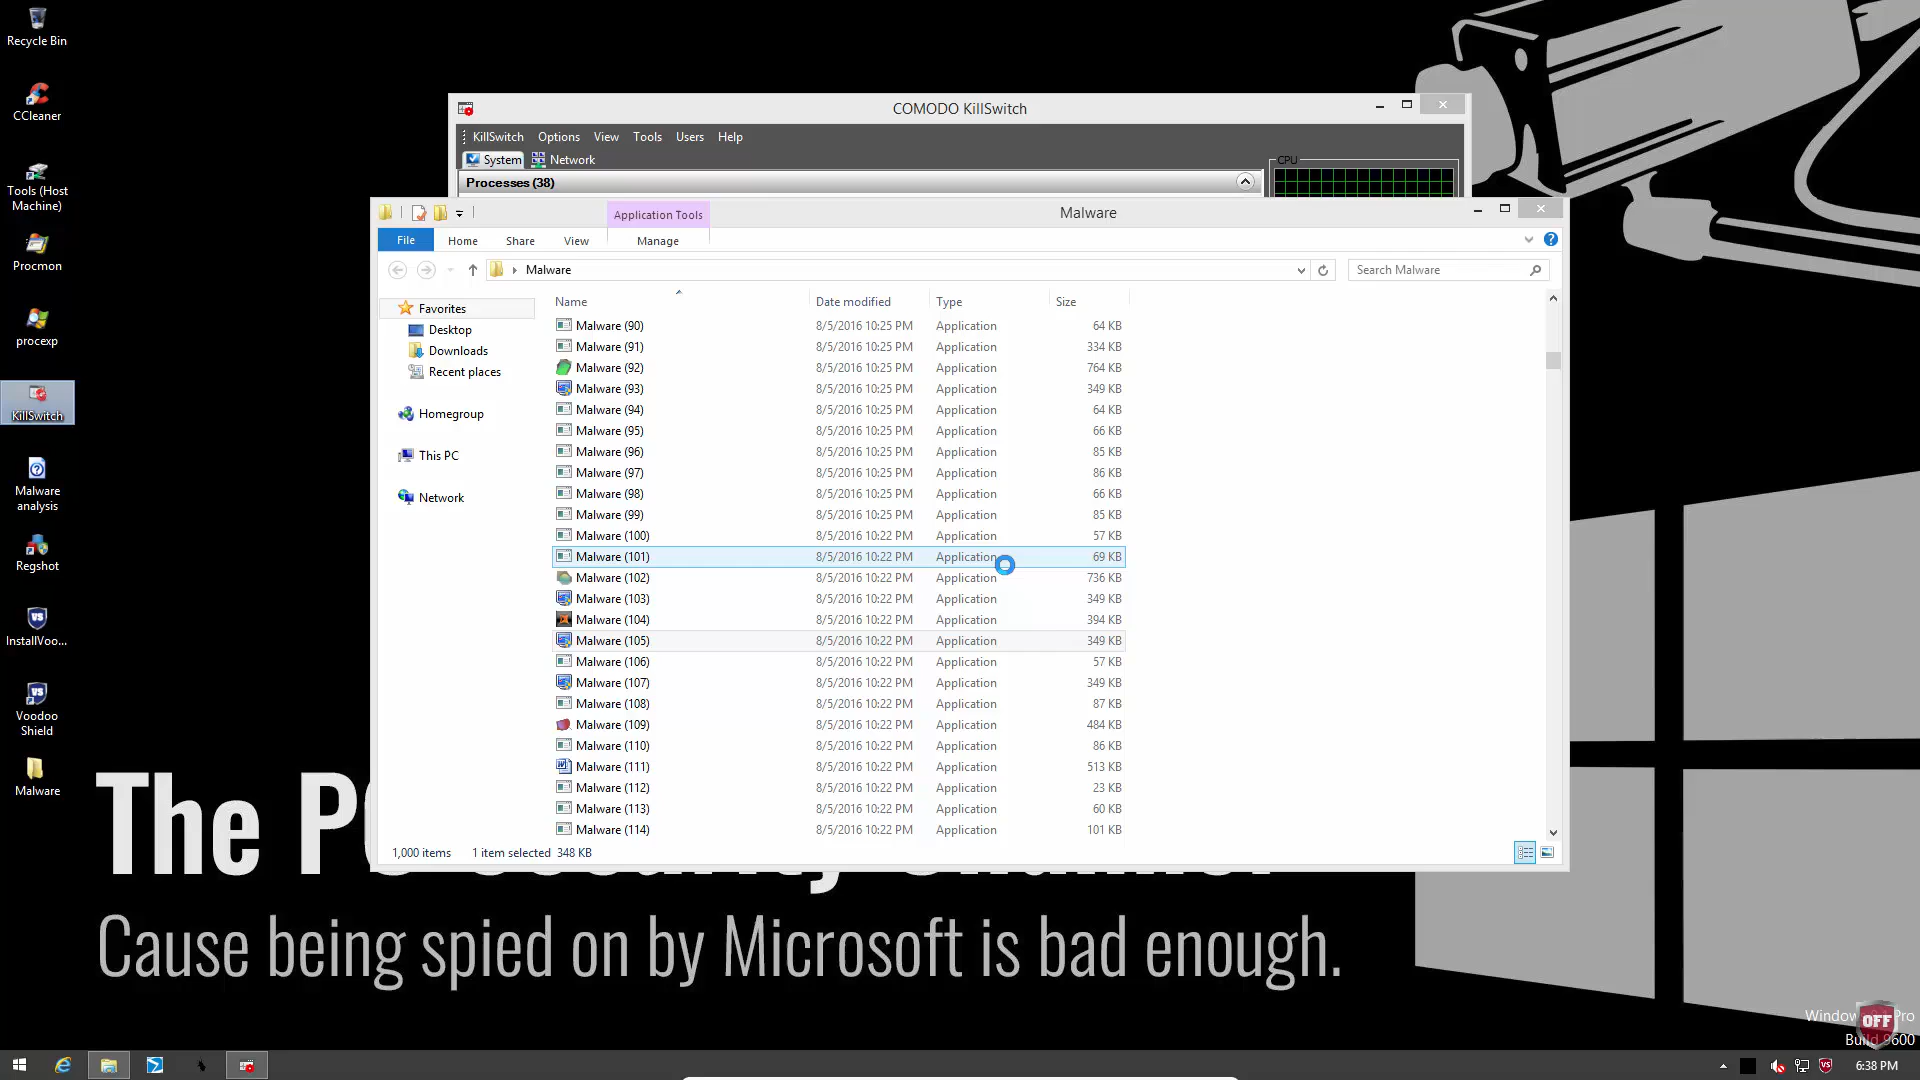 Recycle Bin
CCleaner
Tools (Host
Machine)
Procmon
procexp
KillSwitch
Malware
analysis
Regshot
InstallVoo...
Voodoo
Shield
Malware
COMODO KillSwitch
KillSwitch Options View Tools Users Help
System Network
CPU
Processes (38)
Application Tools
Malware
File Home Share View Manage
Malware
Search Malware
Favorites
Desktop
Downloads
Recent places
Homegroup
This PC
Network
Name Date modified Type Size
Malware (90) 8/5/2016 10:25 PM Application 64 KB
Malware (91) 8/5/2016 10:25 PM Application 334 KB
Malware (92) 8/5/2016 10:25 PM Application 764 KB
Malware (93) 8/5/2016 10:25 PM Application 349 KB
Malware (94) 8/5/2016 10:25 PM Application 64 KB
Malware (95) 8/5/2016 10:25 PM Application 66 KB
Malware (96) 8/5/2016 10:25 PM Application 85 KB
Malware (97) 8/5/2016 10:25 PM Application 86 KB
Malware (98) 8/5/2016 10:25 PM Application 66 KB
Malware (99) 8/5/2016 10:25 PM Application 85 KB
Malware (100) 8/5/2016 10:22 PM Application 57 KB
Malware (101) 8/5/2016 10:22 PM Application 69 KB
Malware (102) 8/5/2016 10:22 PM Application 736 KB
Malware (103) 8/5/2016 10:22 PM Application 349 KB
Malware (104) 8/5/2016 10:22 PM Application 394 KB
Malware (105) 8/5/2016 10:22 PM Application 349 KB
Malware (106) 8/5/2016 10:22 PM Application 57 KB
Malware (107) 8/5/2016 10:22 PM Application 349 KB
Malware (108) 8/5/2016 10:22 PM Application 87 KB
Malware (109) 8/5/2016 10:22 PM Application 484 KB
Malware (110) 8/5/2016 10:22 PM Application 86 KB
Malware (111) 8/5/2016 10:22 PM Application 513 KB
Malware (112) 8/5/2016 10:22 PM Application 23 KB
Malware (113) 8/5/2016 10:22 PM Application 60 KB
Malware (114) 8/5/2016 10:22 PM Application 101 KB
1,000 items 1 item selected 348 KB
The
Cause being spied on by Microsoft is bad enough.
Pro
OFF
Build 9600
6:38 PM